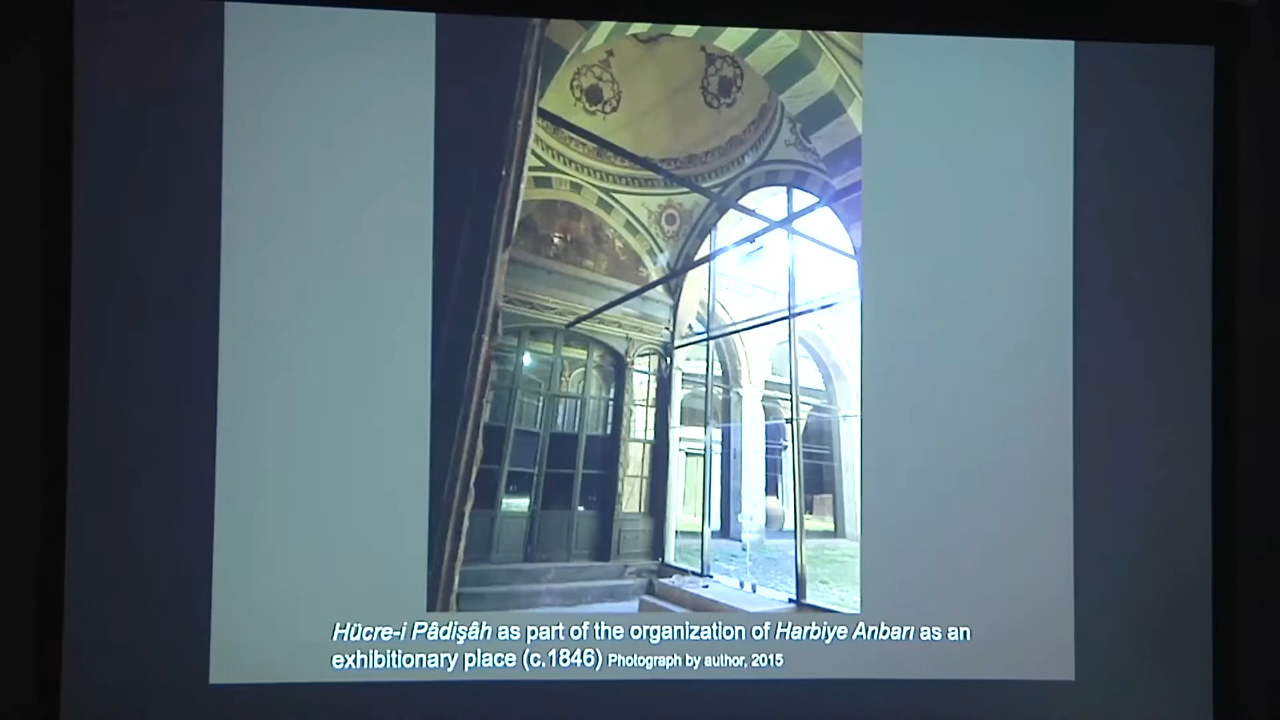 Hücre-i Pâdişâh as part of the organization of Harbiye Anbarı as an
exhibitionary place (c.1846) Photograph by author, 2015